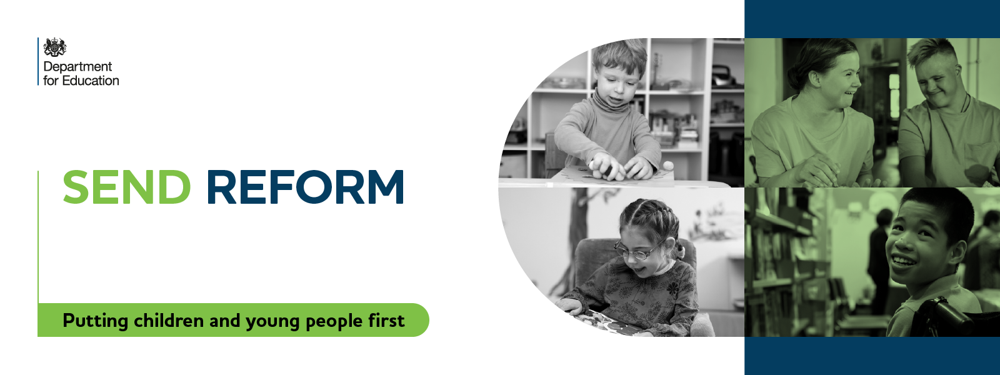 Department
for Education
SEND REFORM
Putting children and young people first